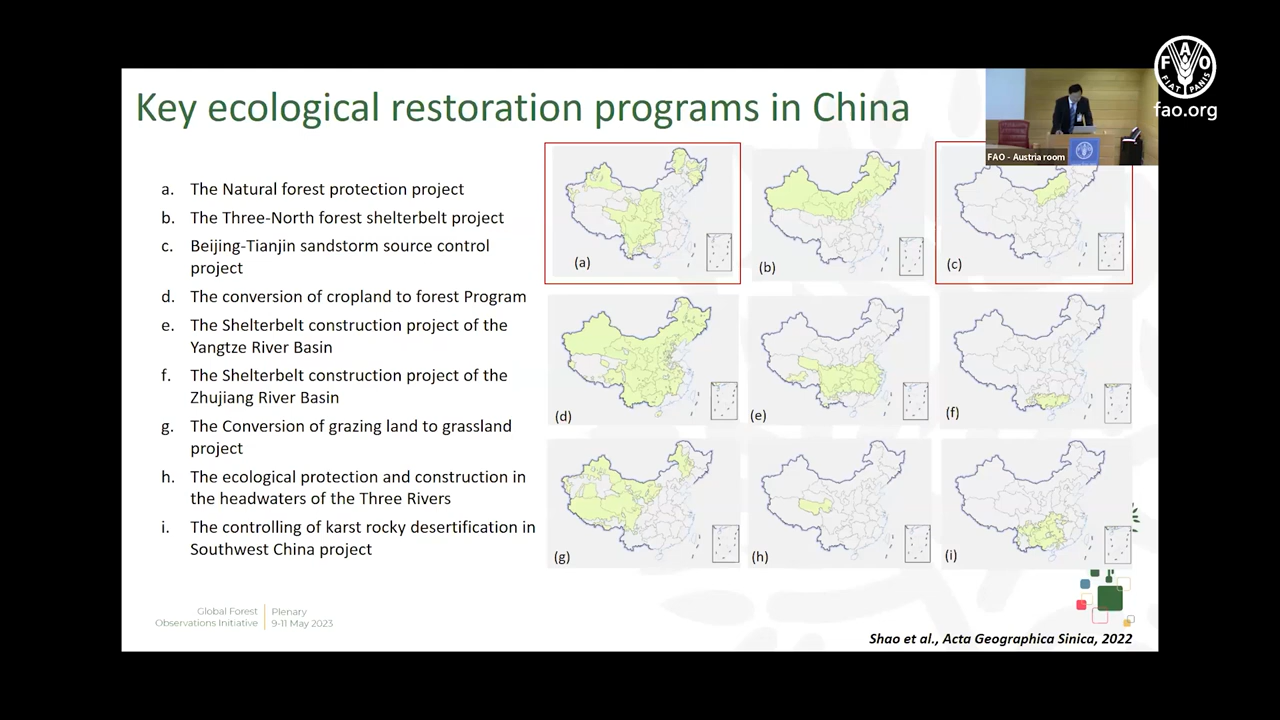 Key ecological restoration programs in China
a. The Natural forest protection project
b. The Three-North forest shelterbelt project
c. Beijing-Tianjin sandstorm source control
project
d. The conversion of cropland to forest Program
e. The Shelterbelt construction project of the
Yangtze River Basin
f. The Shelterbelt construction project of the
Zhujiang River Basin
g. The Conversion of grazing land to grassland
project
h. The ecological protection and construction in
the headwaters of the Three Rivers
i. The controlling of karst rocky desertification in
Southwest China project
(a)
(b)
(c)
(d)
(e)
(f)
(g)
(h)
(i)
Global Forest
Observations Initiative
Plenary
9-11 May 2023
Shao et al., Acta Geographica Sinica, 2022
FAO - Austria room
F A O
FIAT PANIS
fao.org